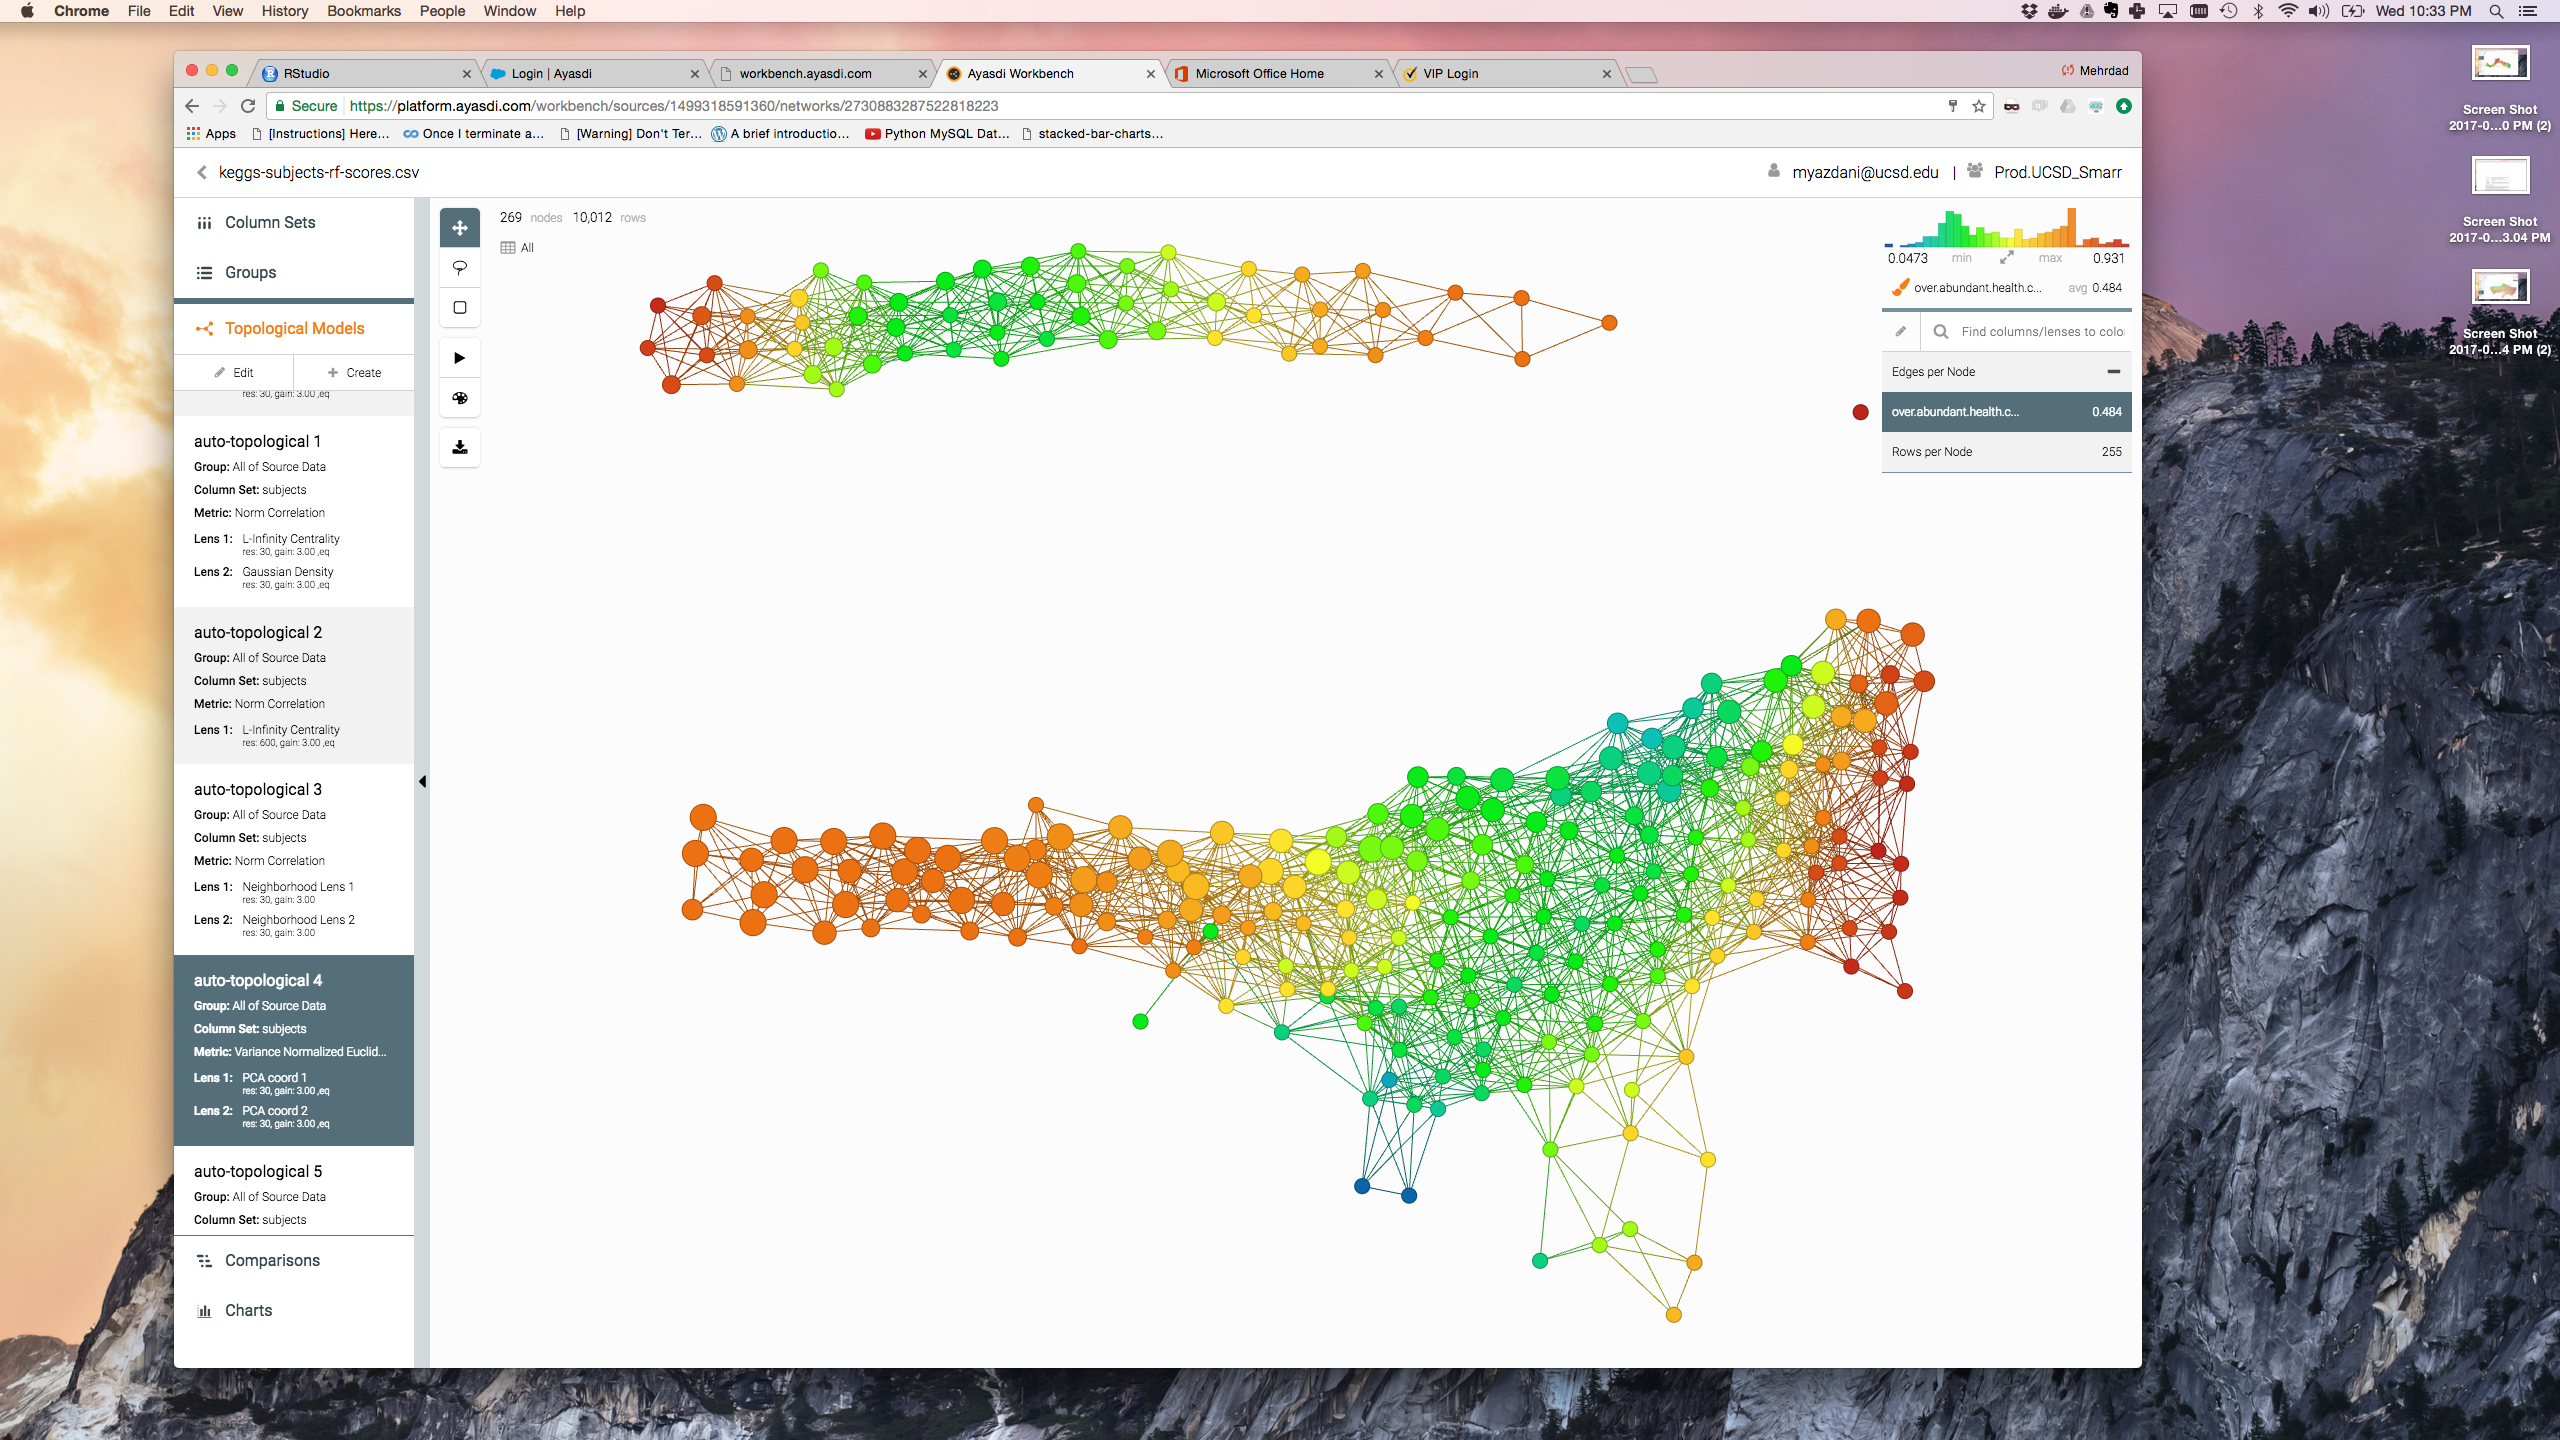 Chrome File Edit View History Bookmarks People Window Help
Wed 10:33 PM
RStudio
Login | Ayasdi
workbench.ayasdi.com
Ayasdi Workbench
Microsoft Office Home
VIP Login
Mehrdad
Secure https://platform.ayasdi.com/workbench/sources/1499318591360/networks/2730883287522818223
Apps [Instructions] Here... Once I terminate a... [Warning] Don't Ter... A brief introductio... Python MySQL Dat... stacked-bar-charts...
keggs-subjects-rf-scores.csv
myazdani@ucsd.edu | Prod.UCSD_Smarr
Column Sets
Groups
Topological Models
Edit Create
res: 30, gain: 3.00 ,eq
auto-topological 1
Group: All of Source Data
Column Set: subjects
Metric: Norm Correlation
Lens 1: L-Infinity Centrality
res: 30, gain: 3.00 ,eq
Lens 2: Gaussian Density
res: 30, gain: 3.00 ,eq
auto-topological 2
Group: All of Source Data
Column Set: subjects
Metric: Norm Correlation
Lens 1: L-Infinity Centrality
res: 600, gain: 3.00 ,eq
auto-topological 3
Group: All of Source Data
Column Set: subjects
Metric: Norm Correlation
Lens 1: Neighborhood Lens 1
res: 30, gain: 3.00
Lens 2: Neighborhood Lens 2
res: 30, gain: 3.00
auto-topological 4
Group: All of Source Data
Column Set: subjects
Metric: Variance Normalized Euclid...
Lens 1: PCA coord 1
res: 30, gain: 3.00 ,eq
Lens 2: PCA coord 2
res: 30, gain: 3.00 ,eq
auto-topological 5
Group: All of Source Data
Column Set: subjects
Comparisons
Charts
269 nodes 10,012 rows
All
0.0473 min max 0.931
over.abundant.health.c... avg 0.484
Find columns/lenses to colo
Edges per Node
over.abundant.health.c... 0.484
Rows per Node 255
Screen Shot
2017-0...0 PM (2)
Screen Shot
2017-0...3.04 PM
Screen Shot
2017-0...4 PM (2)